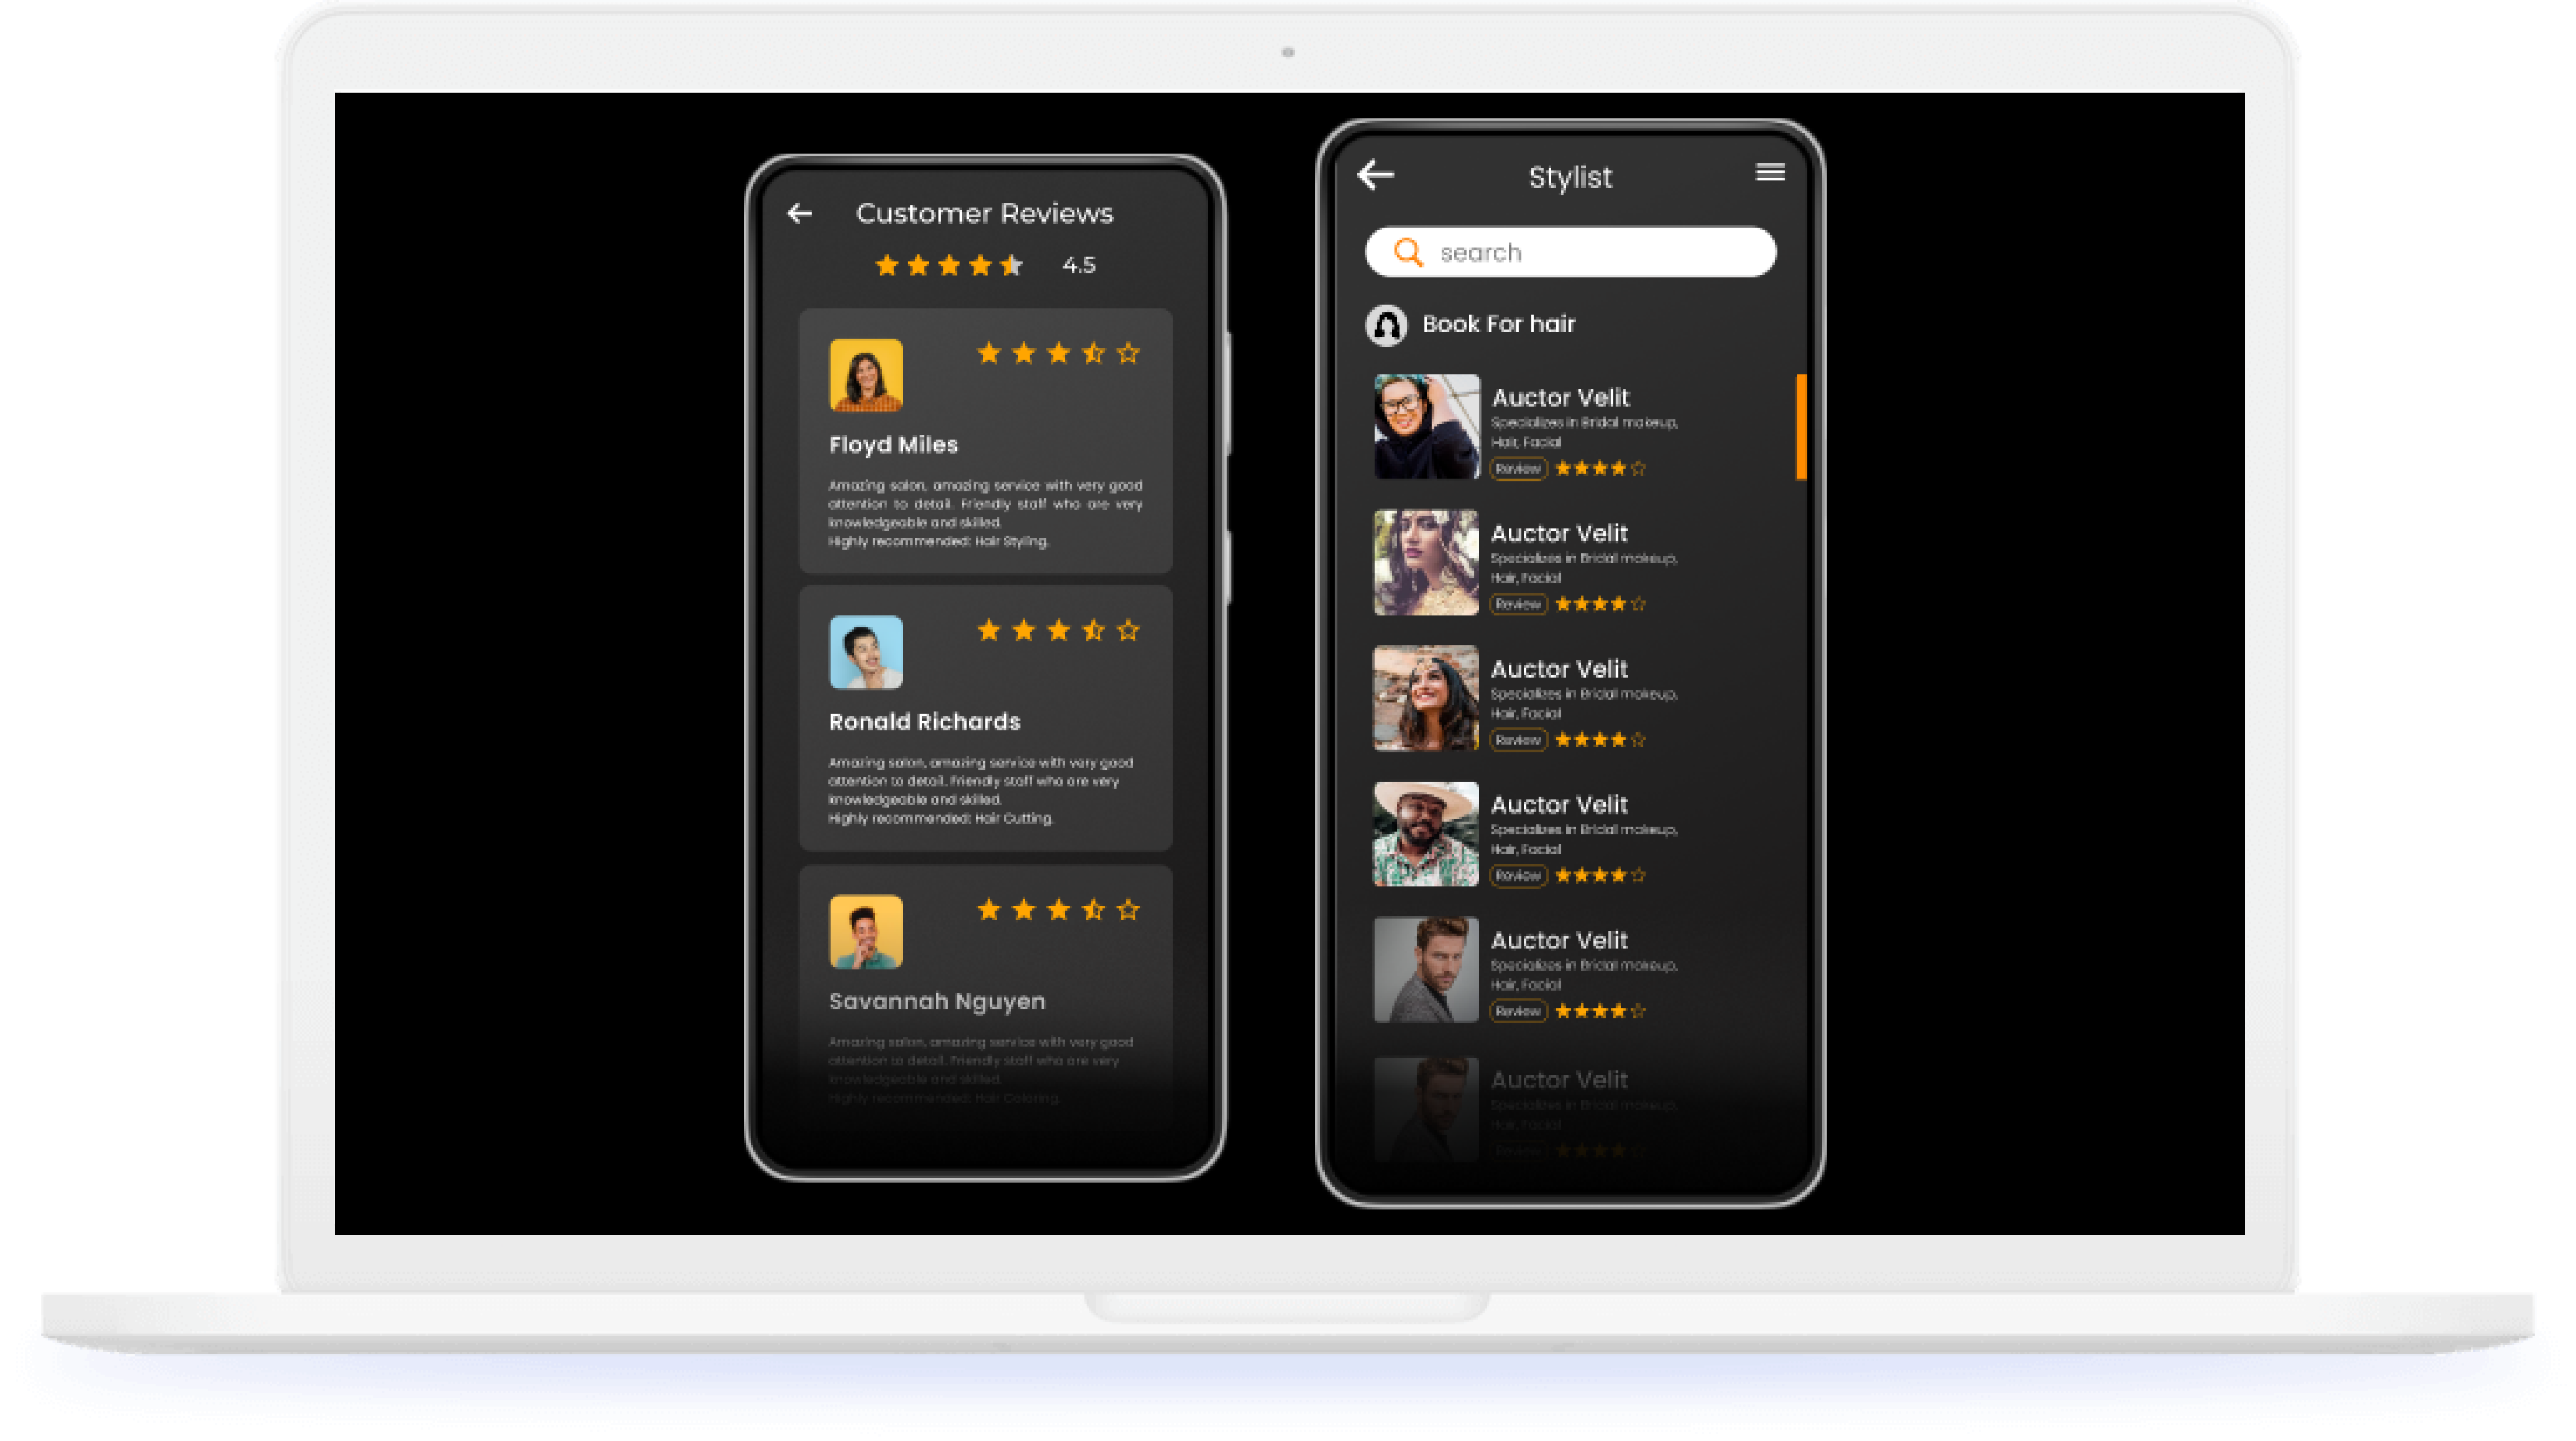 Customer Reviews
4.5
Floyd Miles
Amazing salon, amazing service with very good
attention to detail. Friendly staff who are very
knowledgeable and skilled.
Highly recommended: Hair Styling.
Ronald Richards
Amazing salon, amazing service with very good
attention to detail. Friendly staff who are very
knowledgeable and skilled.
Highly recommended: Hair Cutting.
Savannah Nguyen
Amazing salon, amazing service with very good
attention to detail. Friendly staff who are very
knowledgeable and skilled.
Highly recommended: Hair Coloring.
Stylist
search
Book For hair
Auctor Velit
Specializes in Bridal makeup,
Hair, Facial
Review
Auctor Velit
Specializes in Bridal makeup,
Hair, Facial
Review
Auctor Velit
Specializes in Bridal makeup,
Hair, Facial
Review
Auctor Velit
Specializes in Bridal makeup,
Hair, Facial
Review
Auctor Velit
Specializes in Bridal makeup,
Hair, Facial
Review
Auctor Velit
Specializes in Bridal makeup,
Hair, Facial
Review